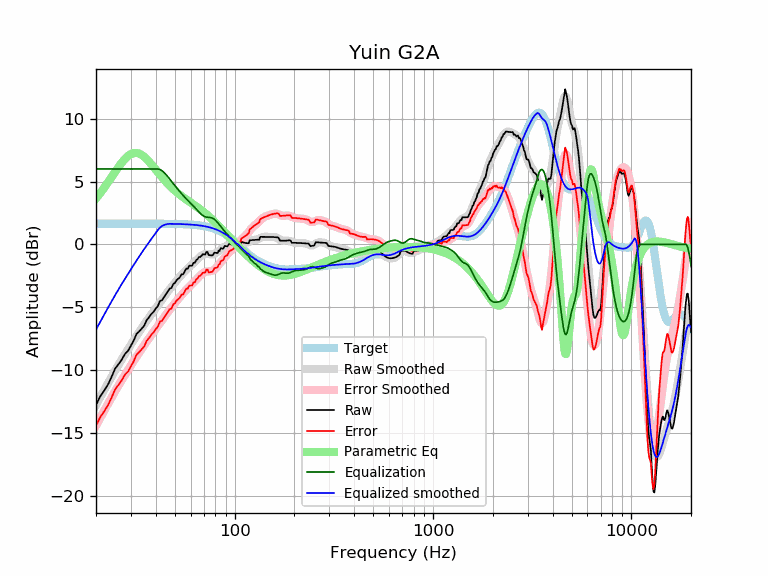 Yuin G2A
Amplitude (dBr)
10
5
0
−5
−10
−15
−20
Target
Raw Smoothed
Error Smoothed
Raw
Error
Parametric Eq
Equalization
Equalized smoothed
100
1000
10000
Frequency (Hz)